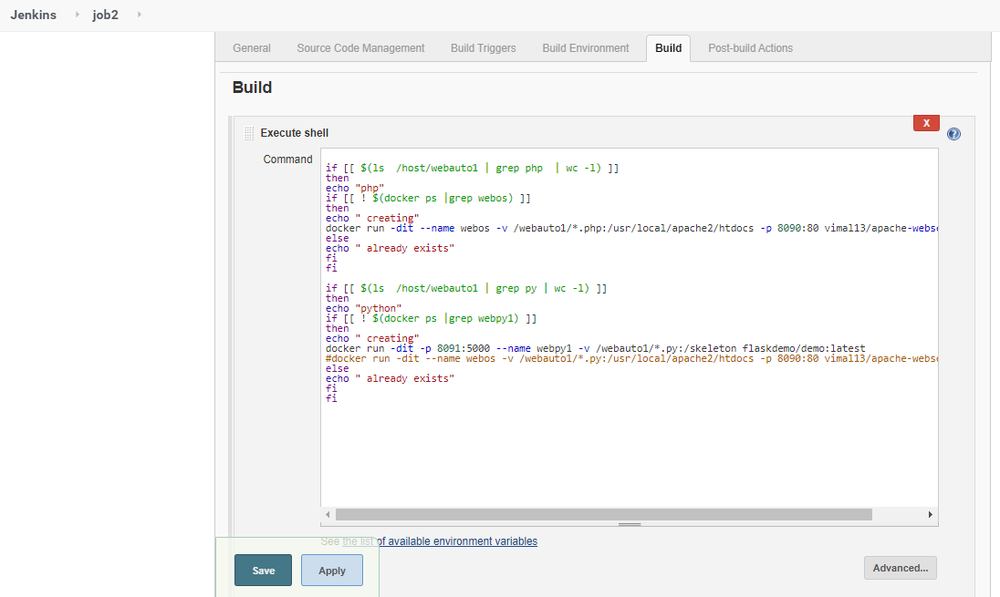 Jenkins job2
General Source Code Management Build Triggers Build Environment Build Post-build Actions
Build
X
Execute shell
Command
if [[ $(ls  /host/webauto1 | grep php  | wc -l) ]]
then
echo "php"
if [[ ! $(docker ps |grep webos) ]]
then
echo " creating"
docker run -dit --name webos -v /webauto1/*.php:/usr/local/apache2/htdocs -p 8090:80 vimal13/apache-webse
else
echo " already exists"
fi
fi
if [[ $(ls  /host/webauto1 | grep py | wc -l) ]]
then
echo "python"
if [[ ! $(docker ps |grep webpy1) ]]
then
echo " creating"
docker run -dit -p 8091:5000 --name webpy1 -v /webauto1/*.py:/skeleton flaskdemo/demo:latest
#docker run -dit --name webos -v /webauto1/*.py:/usr/local/apache2/htdocs -p 8090:80 vimal13/apache-webse
else
echo " already exists"
fi
fi
See the list of available environment variables
Save Apply
Advanced...